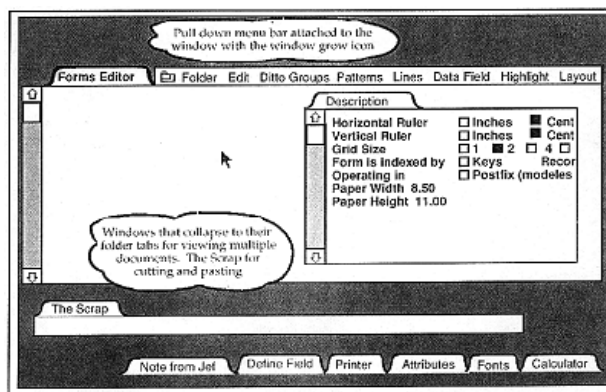 Pull down menu bar attached to the
window with the window grow icon
Forms Editor Folder Edit Ditto Groups Patterns Lines Data Field Highlight Layout
Description
Horizontal Ruler Inches Cent
Vertical Ruler Inches Cent
Grid Size 1 2 4
Form is indexed by Keys Recor
Operating in Postfix (modeles
Paper Width 8.50
Paper Height 11.00
Windows that collapse to their
folder tabs for viewing multiple
documents. The Scrap for
cutting and pasting
The Scrap
Note from Jef Define Field Printer Attributes Fonts Calculator